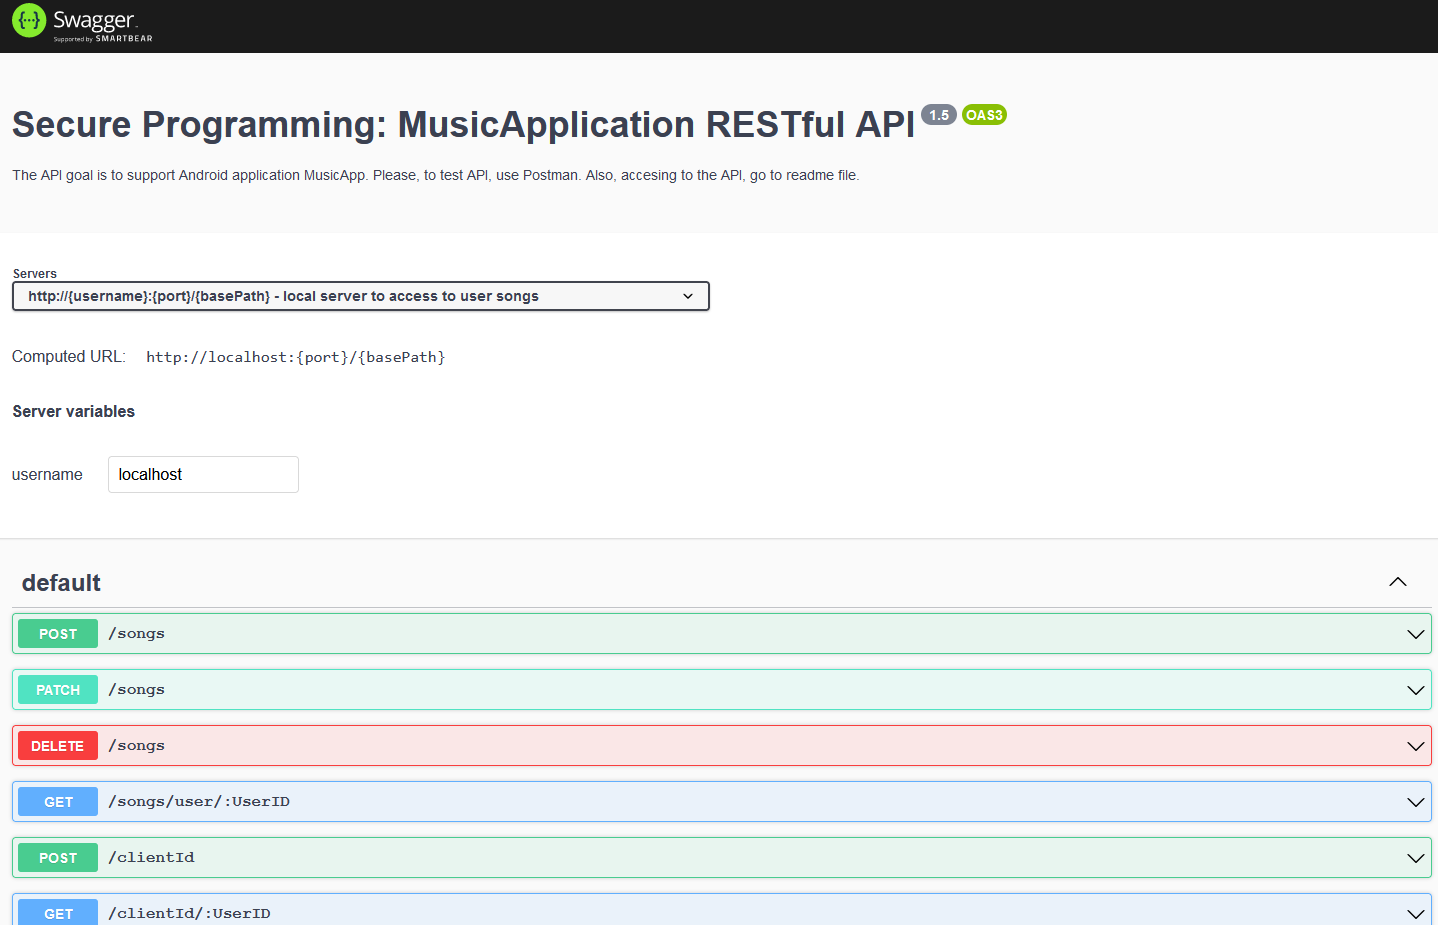 Swagger.
Supported by SMARTBEAR
Secure Programming: MusicApplication RESTful API 1.5 OAS3
The API goal is to support Android application MusicApp. Please, to test API, use Postman. Also, accesing to the API, go to readme file.
Servers
http://{username}:{port}/{basePath} - local server to access to user songs
Computed URL: http://localhost:{port}/{basePath}
Server variables
username localhost
default
POST /songs
PATCH /songs
DELETE /songs
GET /songs/user/:UserID
POST /clientId
GET /clientId/:UserID